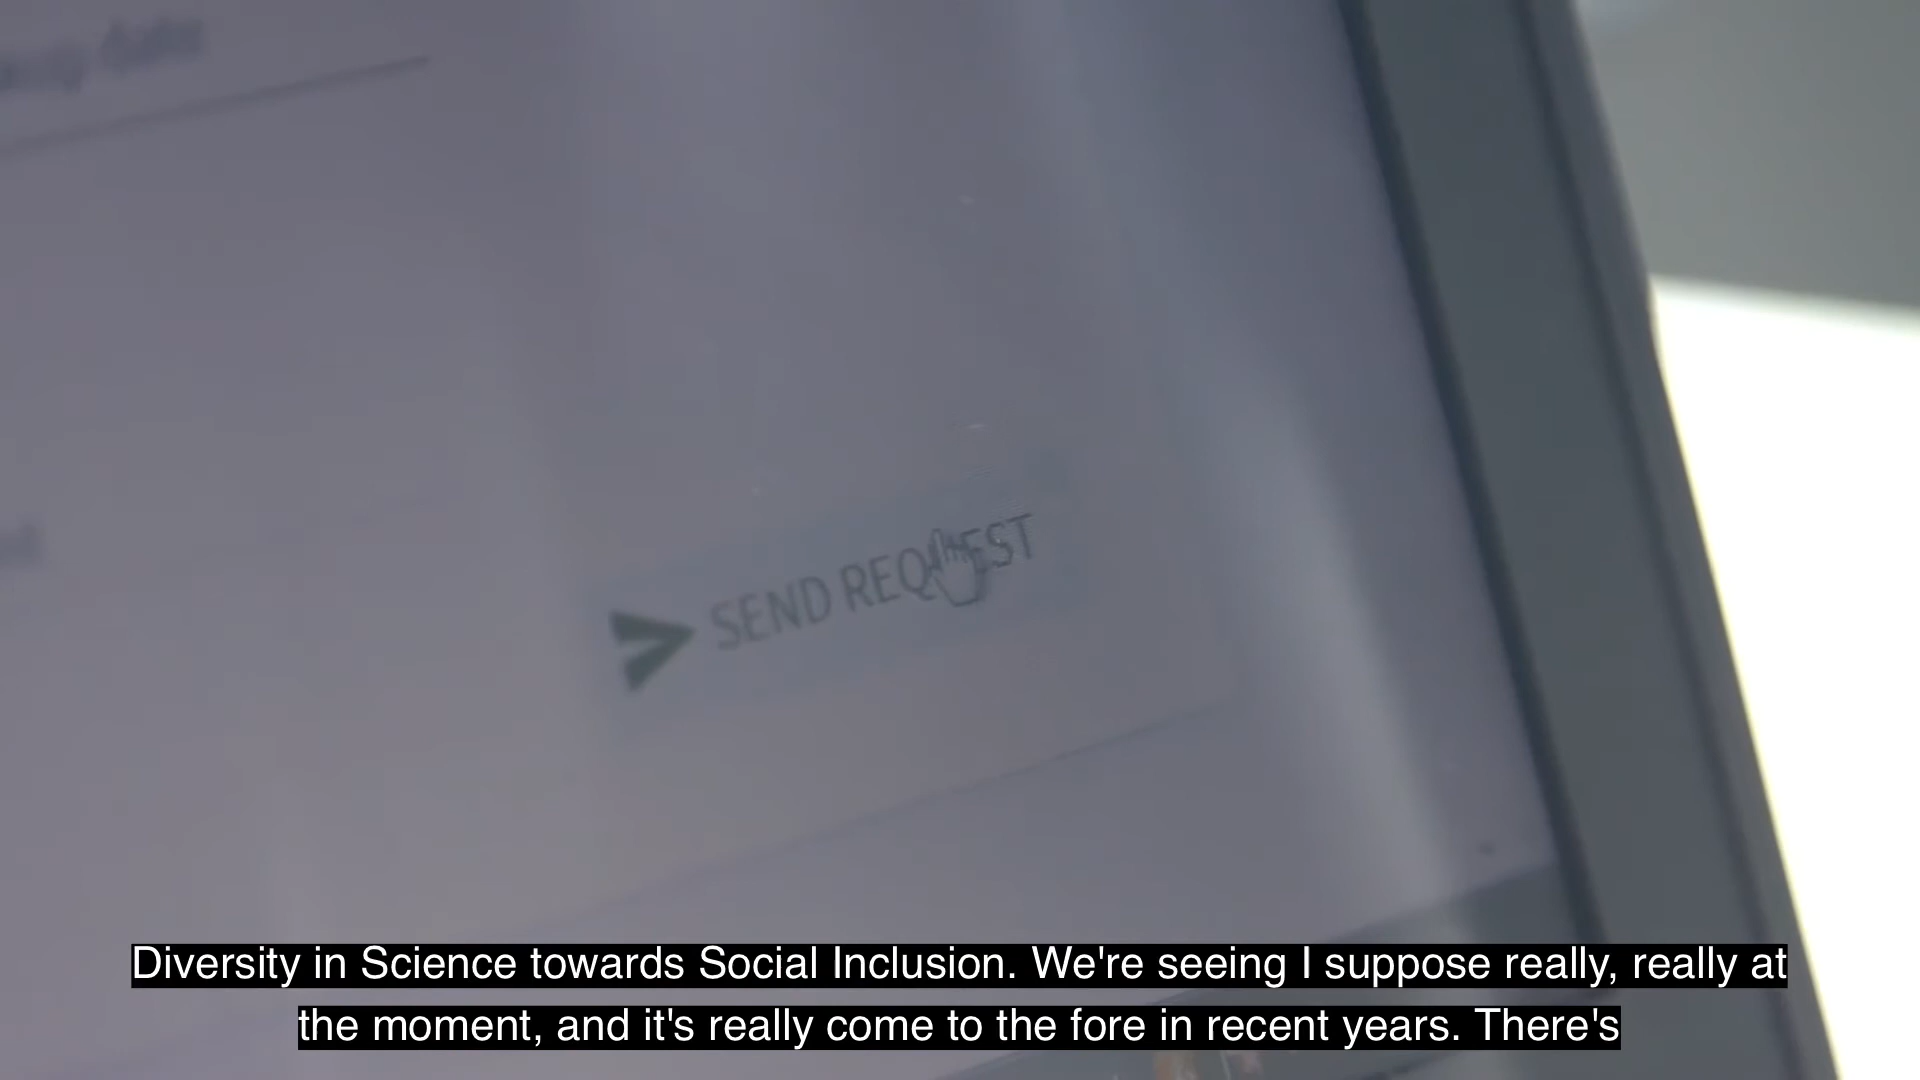 SEND REQUEST
Diversity in Science towards Social Inclusion. We're seeing I suppose really, really at
the moment, and it's really come to the fore in recent years. There's